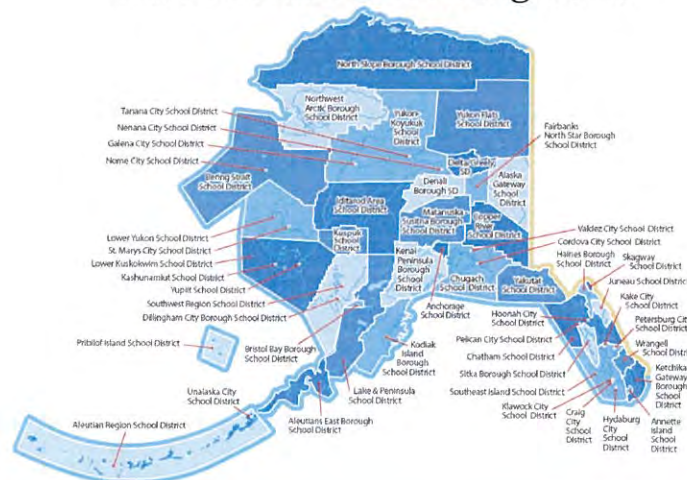 North Slope Borough School District
Northwest
Arctic Borough
School District
Yukon-
Koyukuk
School
District
Yukon Flats
School District
Tanana City School District
Nenana City School District
Galena City School District
Nome City School District
Bering Strait
School District
Fairbanks
North Star Borough
School District
Delta/Greely
SD
Denali
Borough SD
Alaska
Gateway
School
District
Iditarod Area
School District
Matanuska
Susitna Borough
School District
Copper
River
School District
Lower Yukon School District
St. Marys City School District
Lower Kuskokwim School District
Kashunamiut School District
Yupiit School District
Southwest Region School District
Dillingham City Borough School District
Kuspuk
School
District
Kenai
Peninsula
Borough
School
District
Valdez City School District
Cordova City School District
Haines Borough
School District
Skagway
School District
Juneau School District
Kake City
School District
Petersburg City
School District
Wrangell
School District
Ketchikan
Gateway
Borough
School
District
Chugach
School District
Yakutat
School District
Anchorage
School District
Hoonah City
School District
Pelican City School District
Chatham School District
Sitka Borough School District
Southeast Island School District
Klawock City
School District
Craig
City
School
District
Hydaburg
City
School
District
Annette
Island
School
District
Pribilof Island School District
Bristol Bay Borough
School District
Kodiak
Island
Borough
School District
Lake & Peninsula
School District
Unalaska City
School District
Aleutians East Borough
School District
Aleutian Region School District